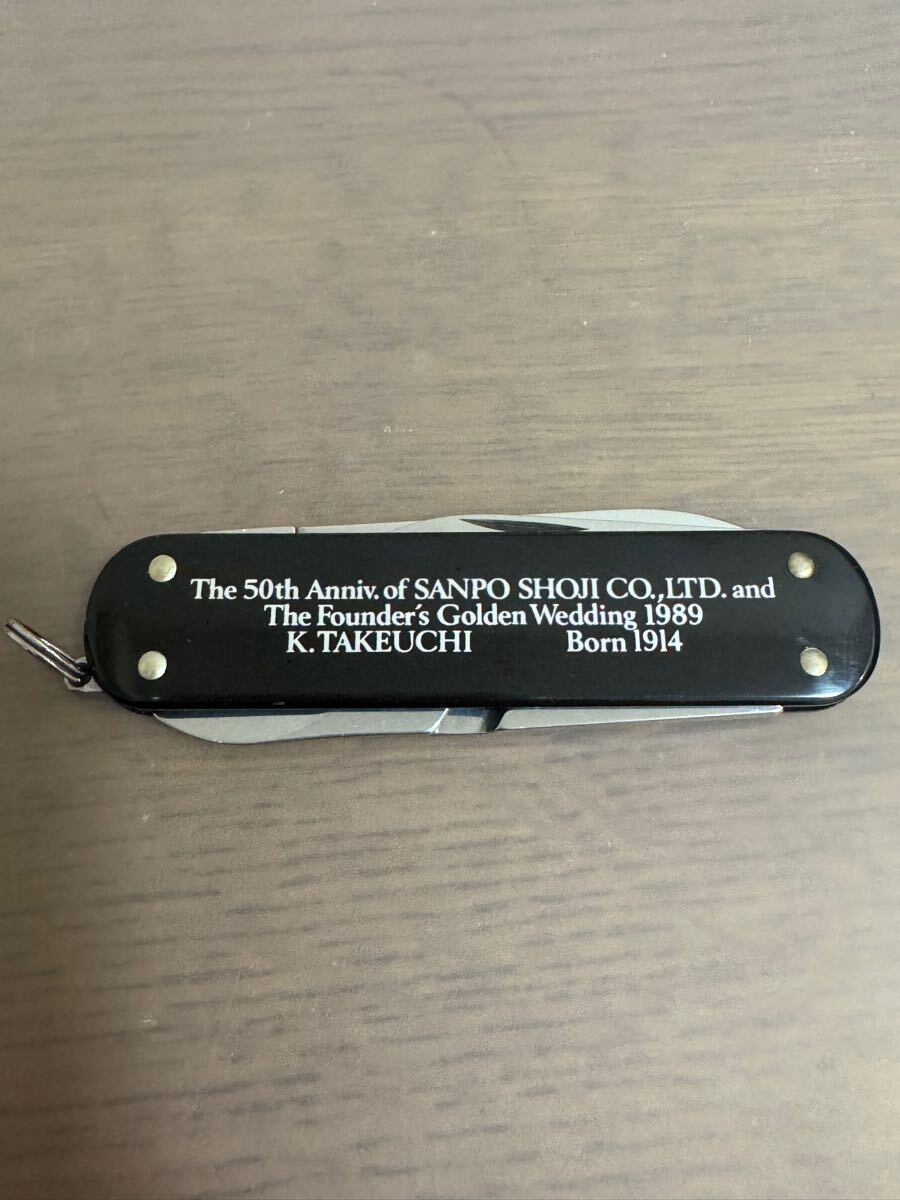 The 50th Anniv. of SANPO SHOJI CO.,LTD. and
The Founder's Golden Wedding 1989
K. TAKEUCHI Born 1914